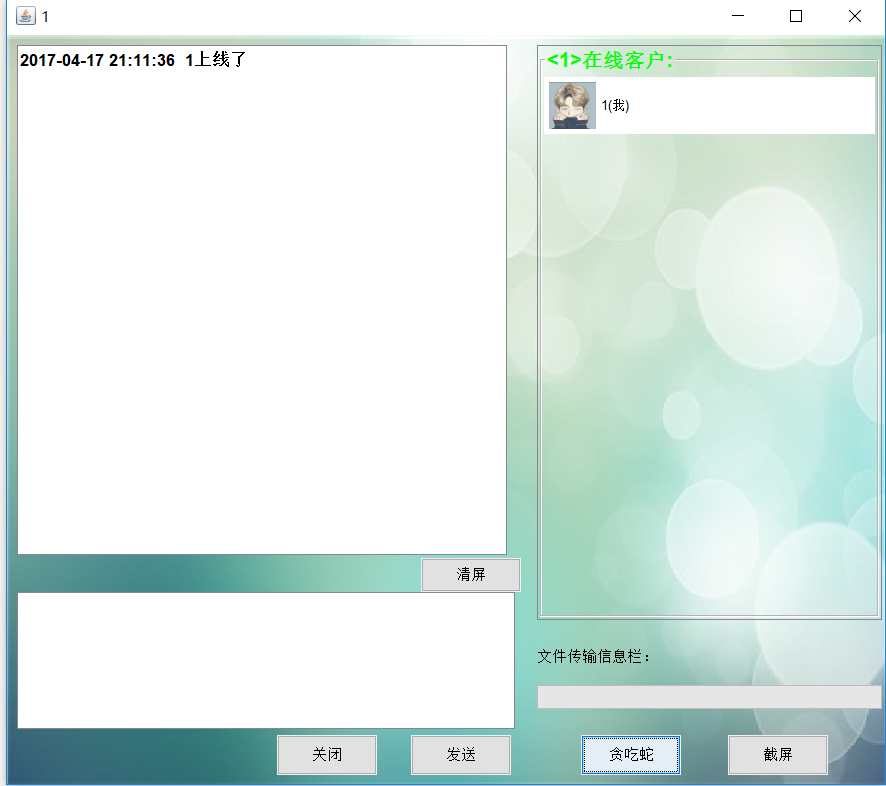 1
2017-04-17 21:11:36 1上线了
<1>在线客户:
1(我)
清屏
文件传输信息栏：
关闭
发送
贪吃蛇
截屏